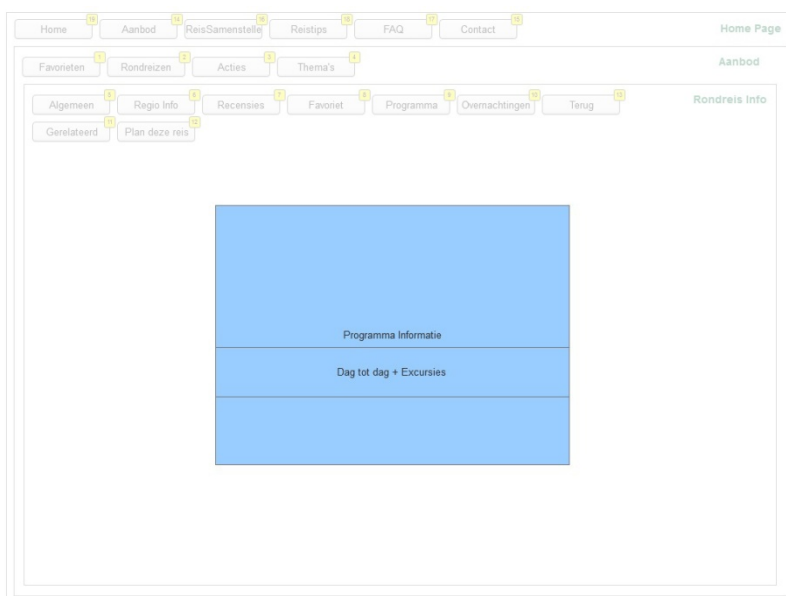 Home Aanbod ReisSamenstelle Reistips FAQ Contact Home Page
Favoneten Rondreizen Acties Thema's Aanbod
Algemeen Regio Info Recensies Favoriet Programma Overnachtingen Terug Rondreis Info
Gerelateerd Plan deze reis
Programma Informatie
Dag tot dag + Excursies